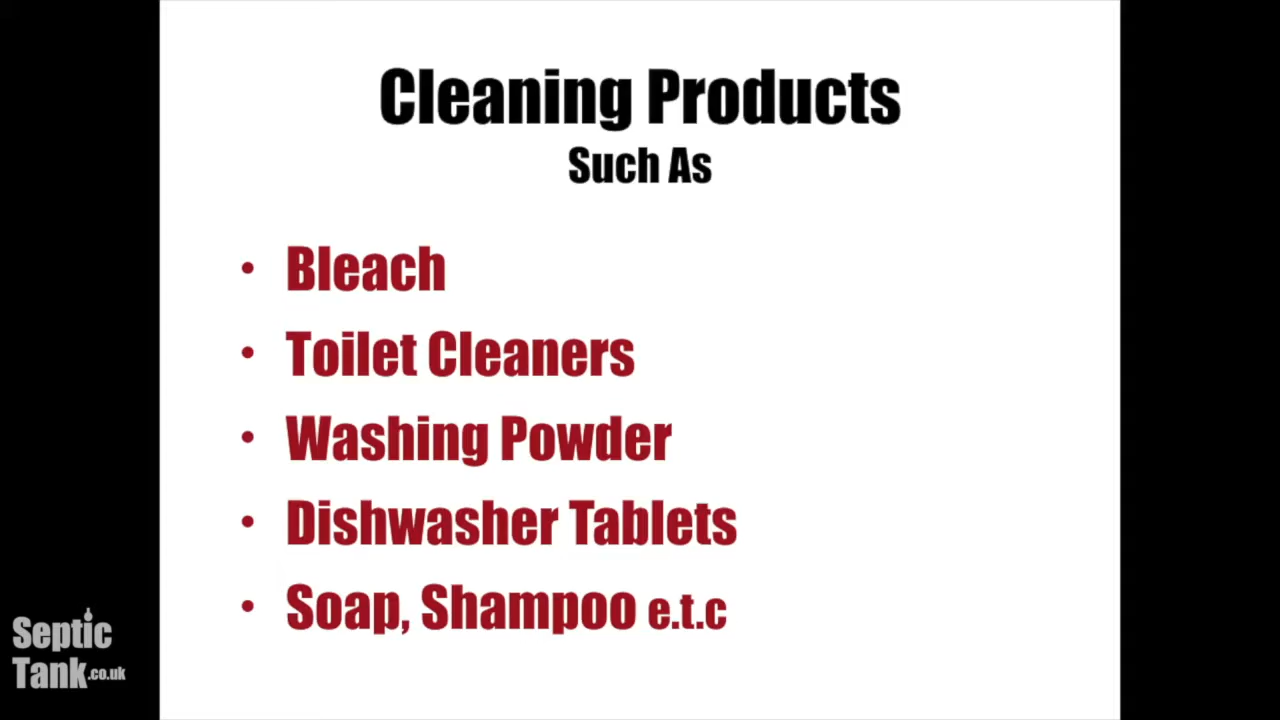 Cleaning Products
Such As
• Bleach
• Toilet Cleaners
• Washing Powder
• Dishwasher Tablets
• Soap, Shampoo e.t.c
Septic
Tank.co.uk